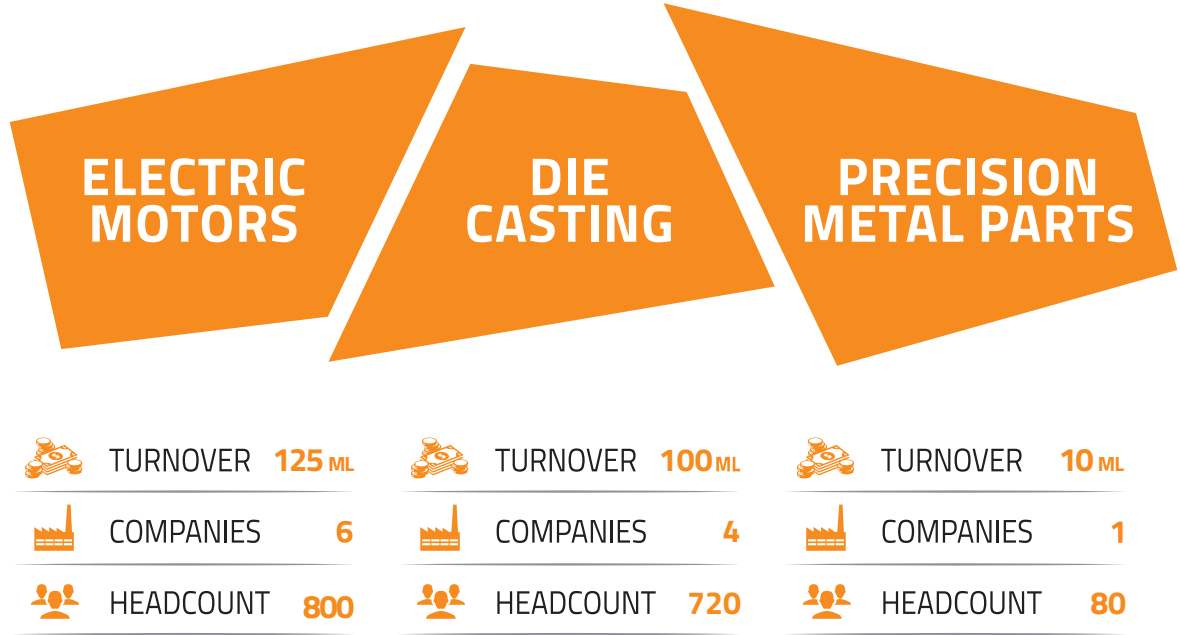 ELECTRIC
MOTORS
DIE
CASTING
PRECISION
METAL PARTS
TURNOVER 125 ML
COMPANIES 6
HEADCOUNT 800
TURNOVER 100 ML
COMPANIES 4
HEADCOUNT 720
TURNOVER 10 ML
COMPANIES 1
HEADCOUNT 80